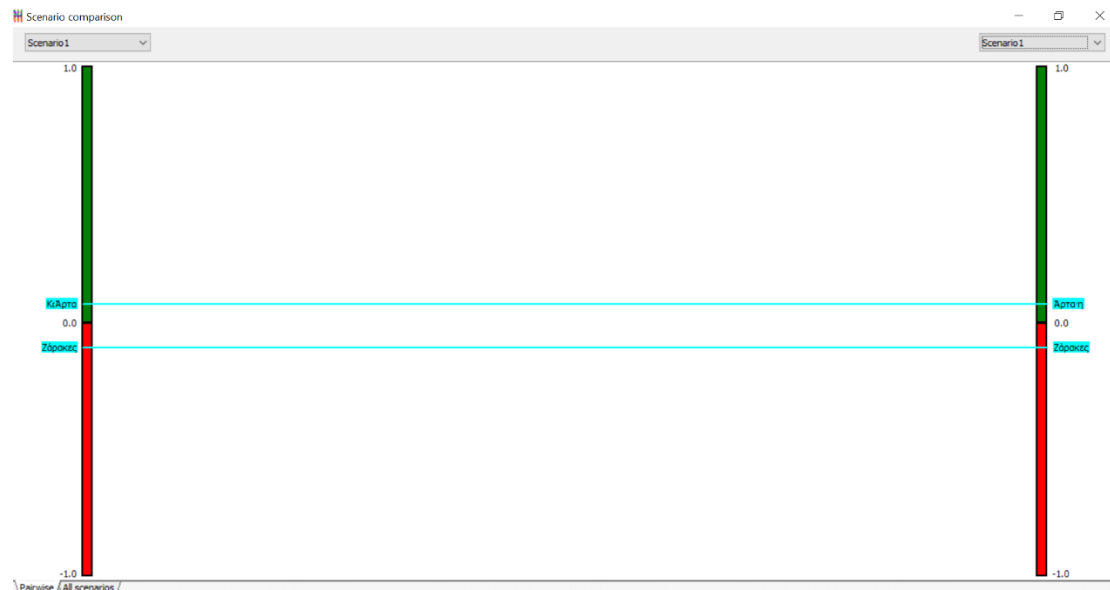 Scenario comparison
Scenario1 Scenario1
1.0 1.0
Άρτα Άρτα η
0.0 0.0
Ζάρακες Ζάρακες
-1.0 -1.0
Pairwise All scenarios